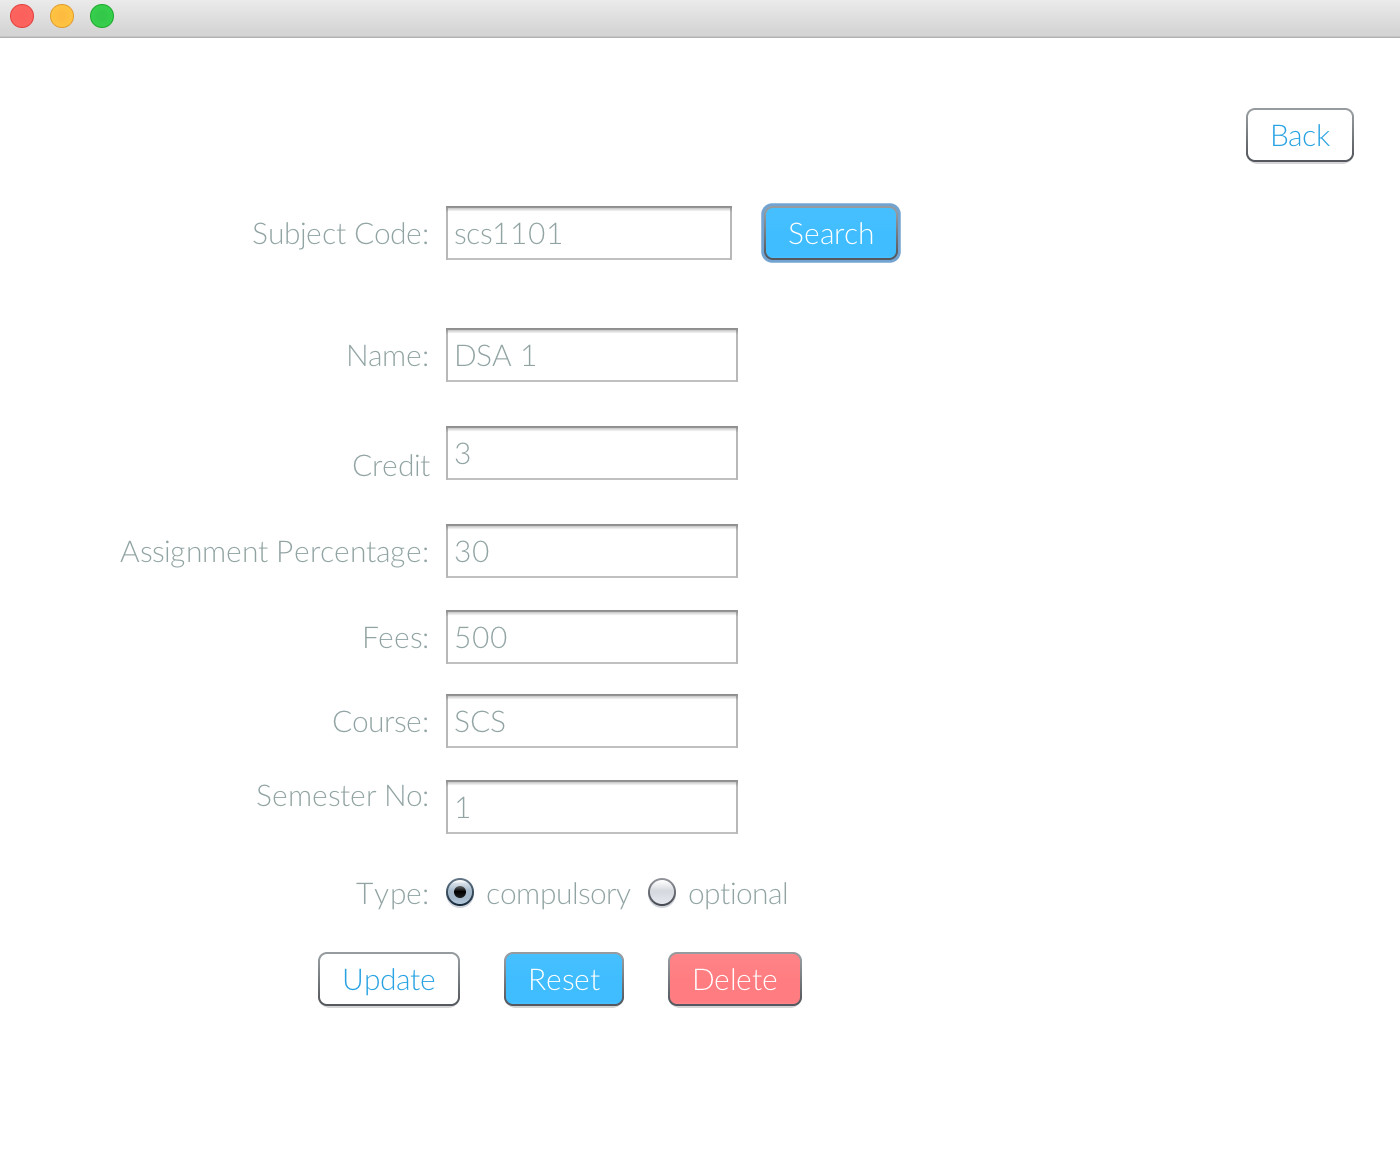 Back
Subject Code: scs1101 Search
Name: DSA 1
Credit 3
Assignment Percentage: 30
Fees: 500
Course: SCS
Semester No: 1
Type: compulsory optional
Update Reset Delete